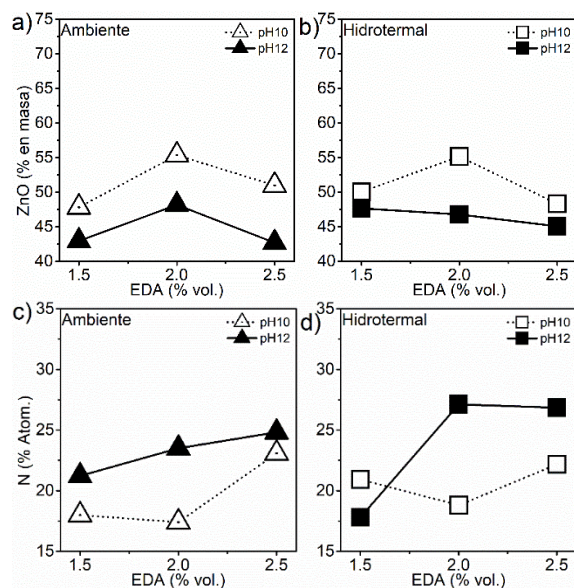 a)
Ambiente
pH10
pH12
ZnO (% en masa)
75
70
65
60
55
50
45
40
1.5
2.0
2.5
EDA (% vol.)
b)
Hidrotermal
pH10
pH12
75
70
65
60
55
50
45
40
1.5
2.0
2.5
EDA (% vol.)
c)
Ambiente
pH10
pH12
N (% Atom.)
35
30
25
20
15
1.5
2.0
2.5
EDA (% vol.)
d)
Hidrotermal
pH10
pH12
35
30
25
20
15
1.5
2.0
2.5
EDA (% vol.)